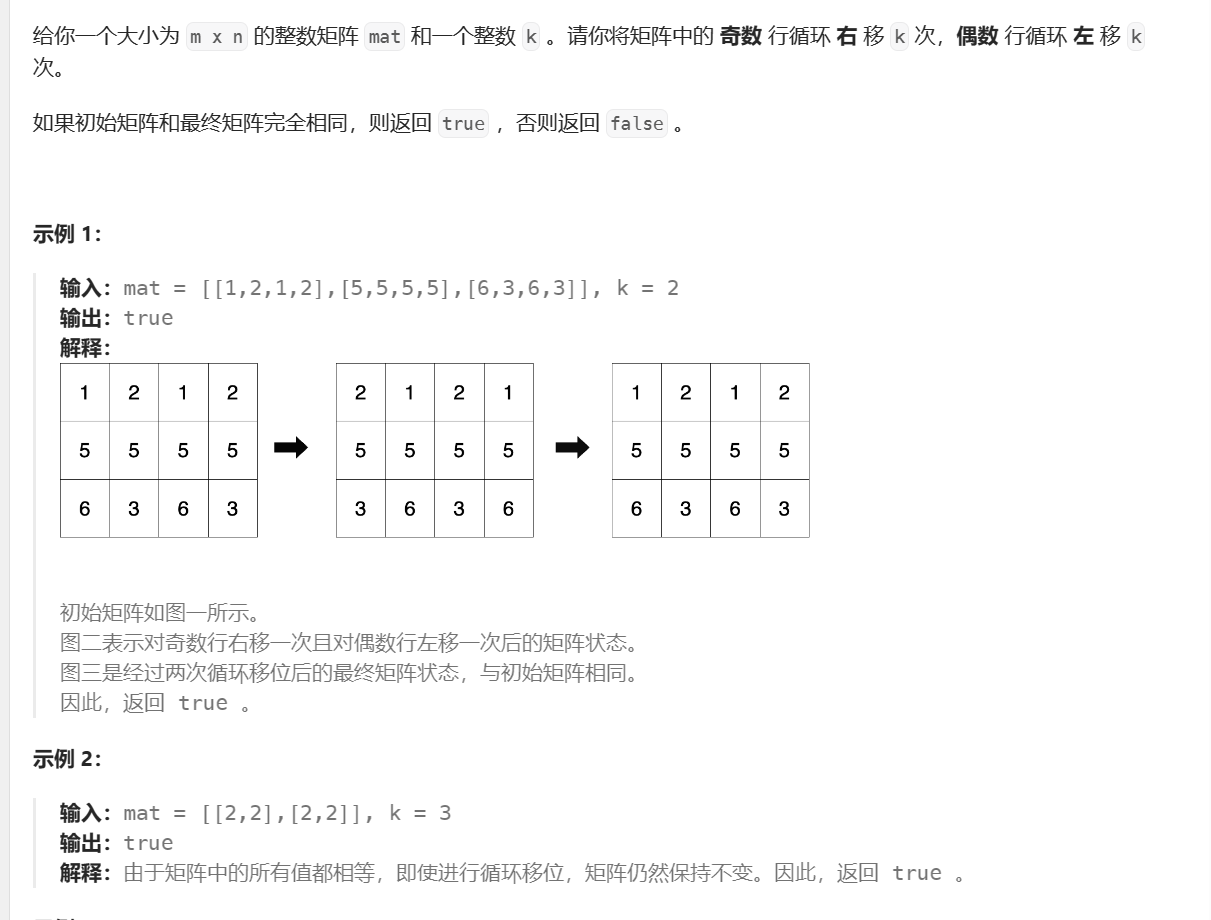 给你一个大小为 m x n 的整数矩阵 mat 和一个整数 k 。请你将矩阵中的 奇数 行循环 右 移 k 次，偶数 行循环 左 移 k
次。
如果初始矩阵和最终矩阵完全相同，则返回 true ，否则返回 false 。
示例 1：
输入：mat = [[1,2,1,2],[5,5,5,5],[6,3,6,3]], k = 2
输出：true
解释：
1 2 1 2 2 1 2 1 1 2 1 2
5 5 5 5 5 5 5 5 5 5 5 5
6 3 6 3 3 6 3 6 6 3 6 3
初始矩阵如图一所示。
图二表示对奇数行右移一次且对偶数行左移一次后的矩阵状态。
图三是经过两次循环移位后的最终矩阵状态，与初始矩阵相同。
因此，返回 true 。
示例 2：
输入：mat = [[2,2],[2,2]], k = 3
输出：true
解释：由于矩阵中的所有值都相等，即使进行循环移位，矩阵仍然保持不变。因此，返回 true 。